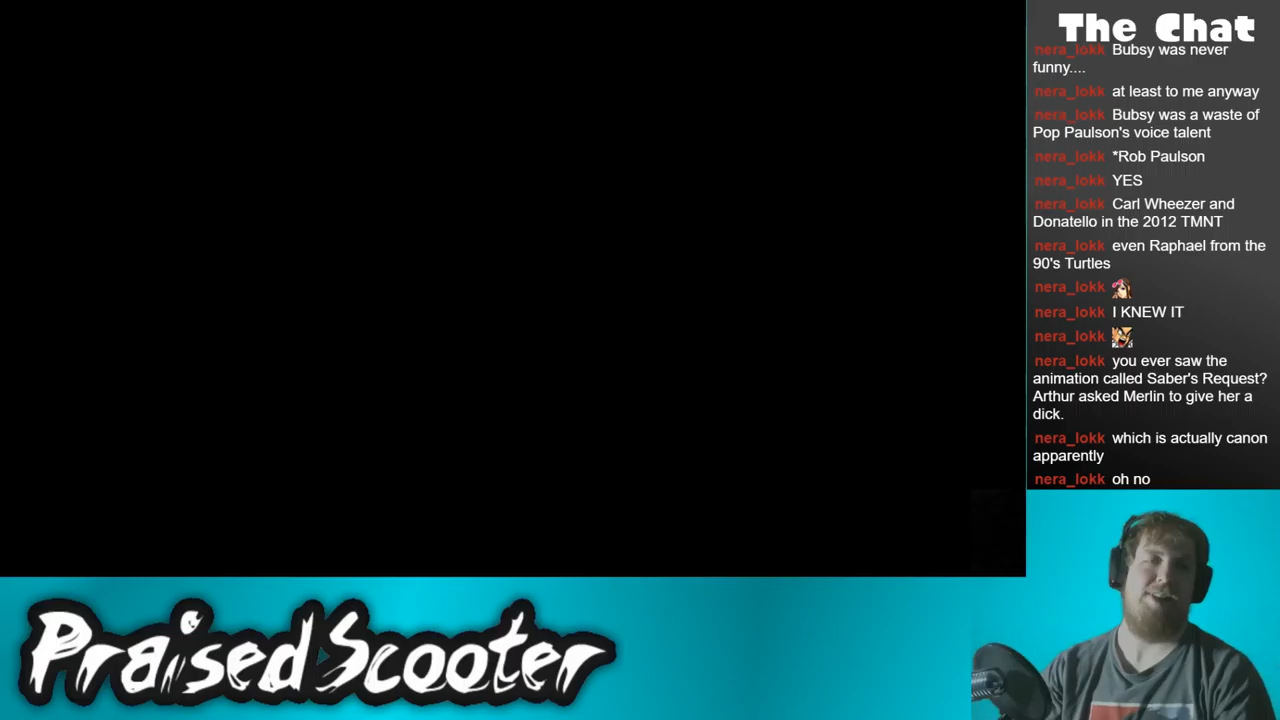 The Chat
nera_lokk Bubsy was never
funny....
nera_lokk at least to me anyway
nera_lokk Bubsy was a waste of
Pop Paulson's voice talent
nera_lokk *Rob Paulson
nera_lokk YES
nera_lokk Carl Wheezer and
Donatello in the 2012 TMNT
nera_lokk even Raphael from the
90's Turtles
nera_lokk
nera_lokk I KNEW IT
nera_lokk
nera_lokk you ever saw the
animation called Saber's Request?
Arthur asked Merlin to give her a
dick.
nera_lokk which is actually canon
apparently
nera_lokk oh no
PraisedScooter